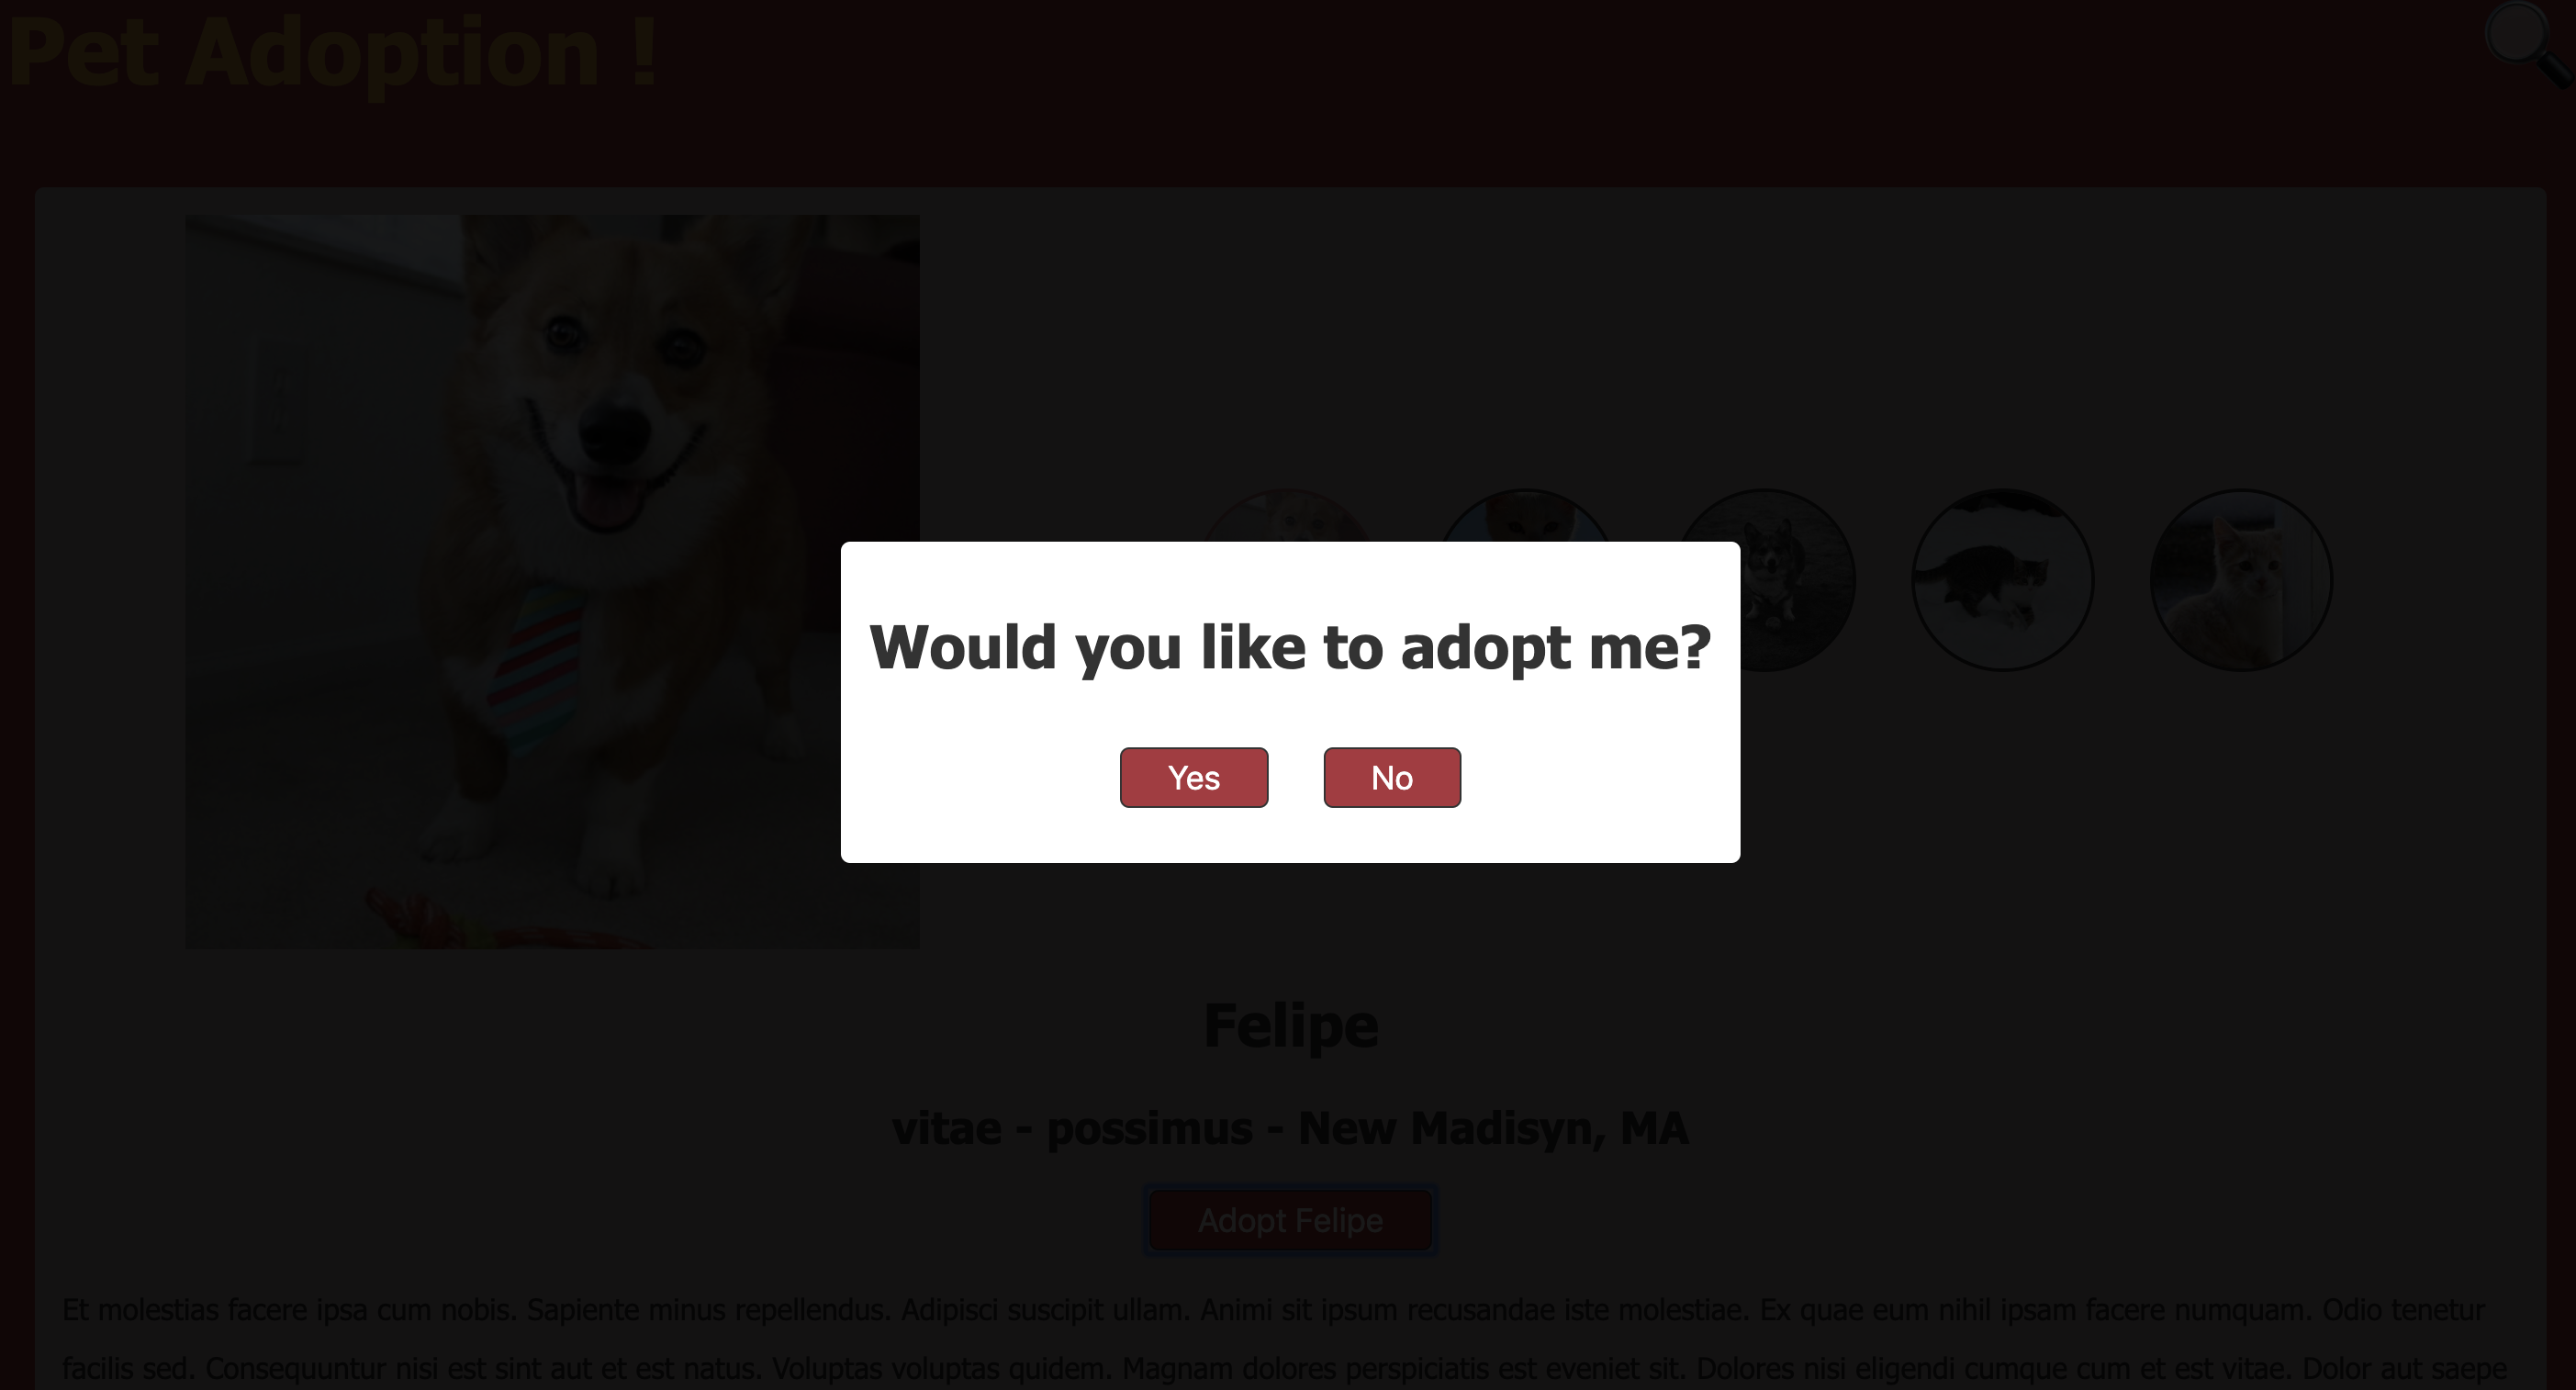 Pet Adoption !
Would you like to adopt me?
Yes
No
Felipe
vitae - possimus - New Madisyn, MA
Adopt Felipe
Et molestias facere ipsa cum nobis. Sapiente minus repellendus. Adipisci suscipit ullam. Animi sit ipsum recusandae iste molestiae. Ex quae eum nihil ipsam facere numquam. Odio tenetur
facilis sed. Consequuntur nisi est sint aut et est natus. Voluptas voluptas quidem. Magnam dolores perspiciatis est eveniet sit. Dolores nisi eligendi cumque cum et est vitae. Dolor aut saepe